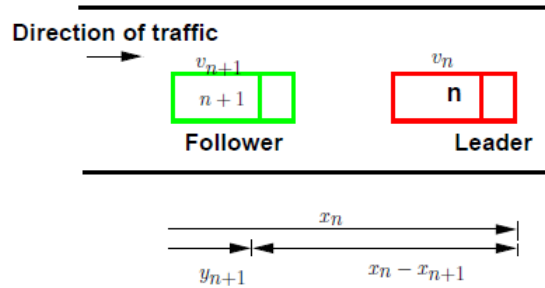 Direction of traffic
v_{n+1} v_n
n + 1 n
Follower Leader
x_n
y_{n+1} x_n − x_{n+1}